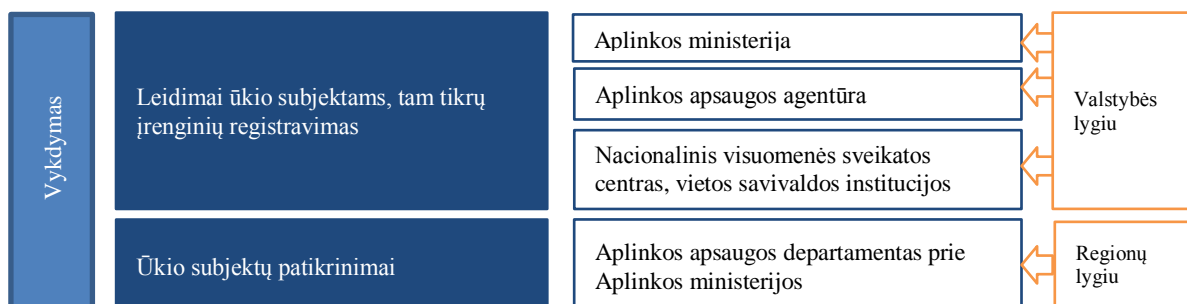 Vykdymas
Leidimai ūkio subjektams, tam tikrų
įrenginių registravimas
Aplinkos ministerija
Aplinkos apsaugos agentūra
Nacionalinis visuomenės sveikatos
centras, vietos savivaldos institucijos
Valstybės
lygiu
Ūkio subjektų patikrinimai
Aplinkos apsaugos departamentas prie
Aplinkos ministerijos
Regionų
lygiu